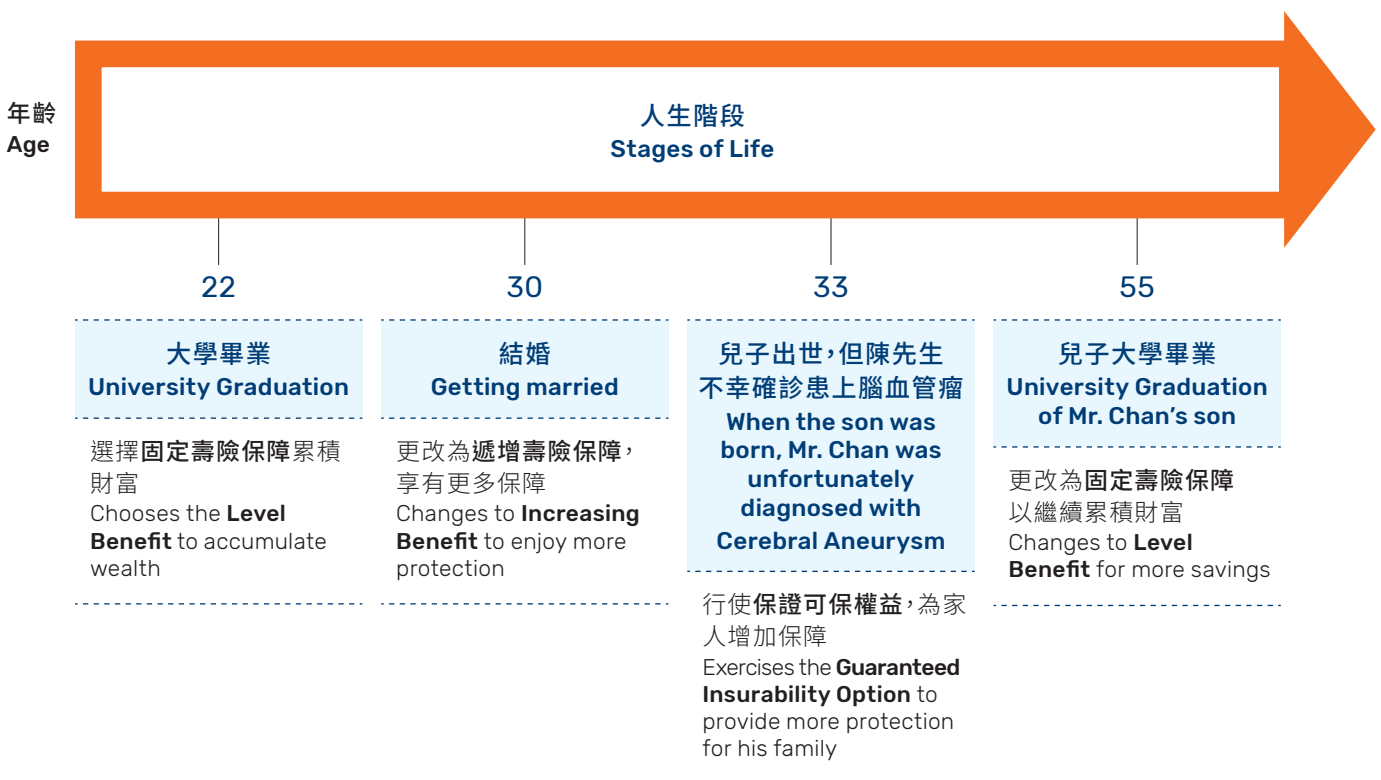 年齡
Age
人生階段
Stages of Life
22
大學畢業
University Graduation
選擇固定壽險保障累積
財富
Chooses the Level
Benefit to accumulate
wealth
30
結婚
Getting married
更改為遞增壽險保障，
享有更多保障
Changes to Increasing
Benefit to enjoy more
protection
33
兒子出世，但陳先生
不幸確診患上腦血管瘤
When the son was
born, Mr. Chan was
unfortunately
diagnosed with
Cerebral Aneurysm
行使保證可保權益，為家
人增加保障
Exercises the Guaranteed
Insurability Option to
provide more protection
for his family
55
兒子大學畢業
University Graduation
of Mr. Chan’s son
更改為固定壽險保障
以繼續累積財富
Changes to Level
Benefit for more savings